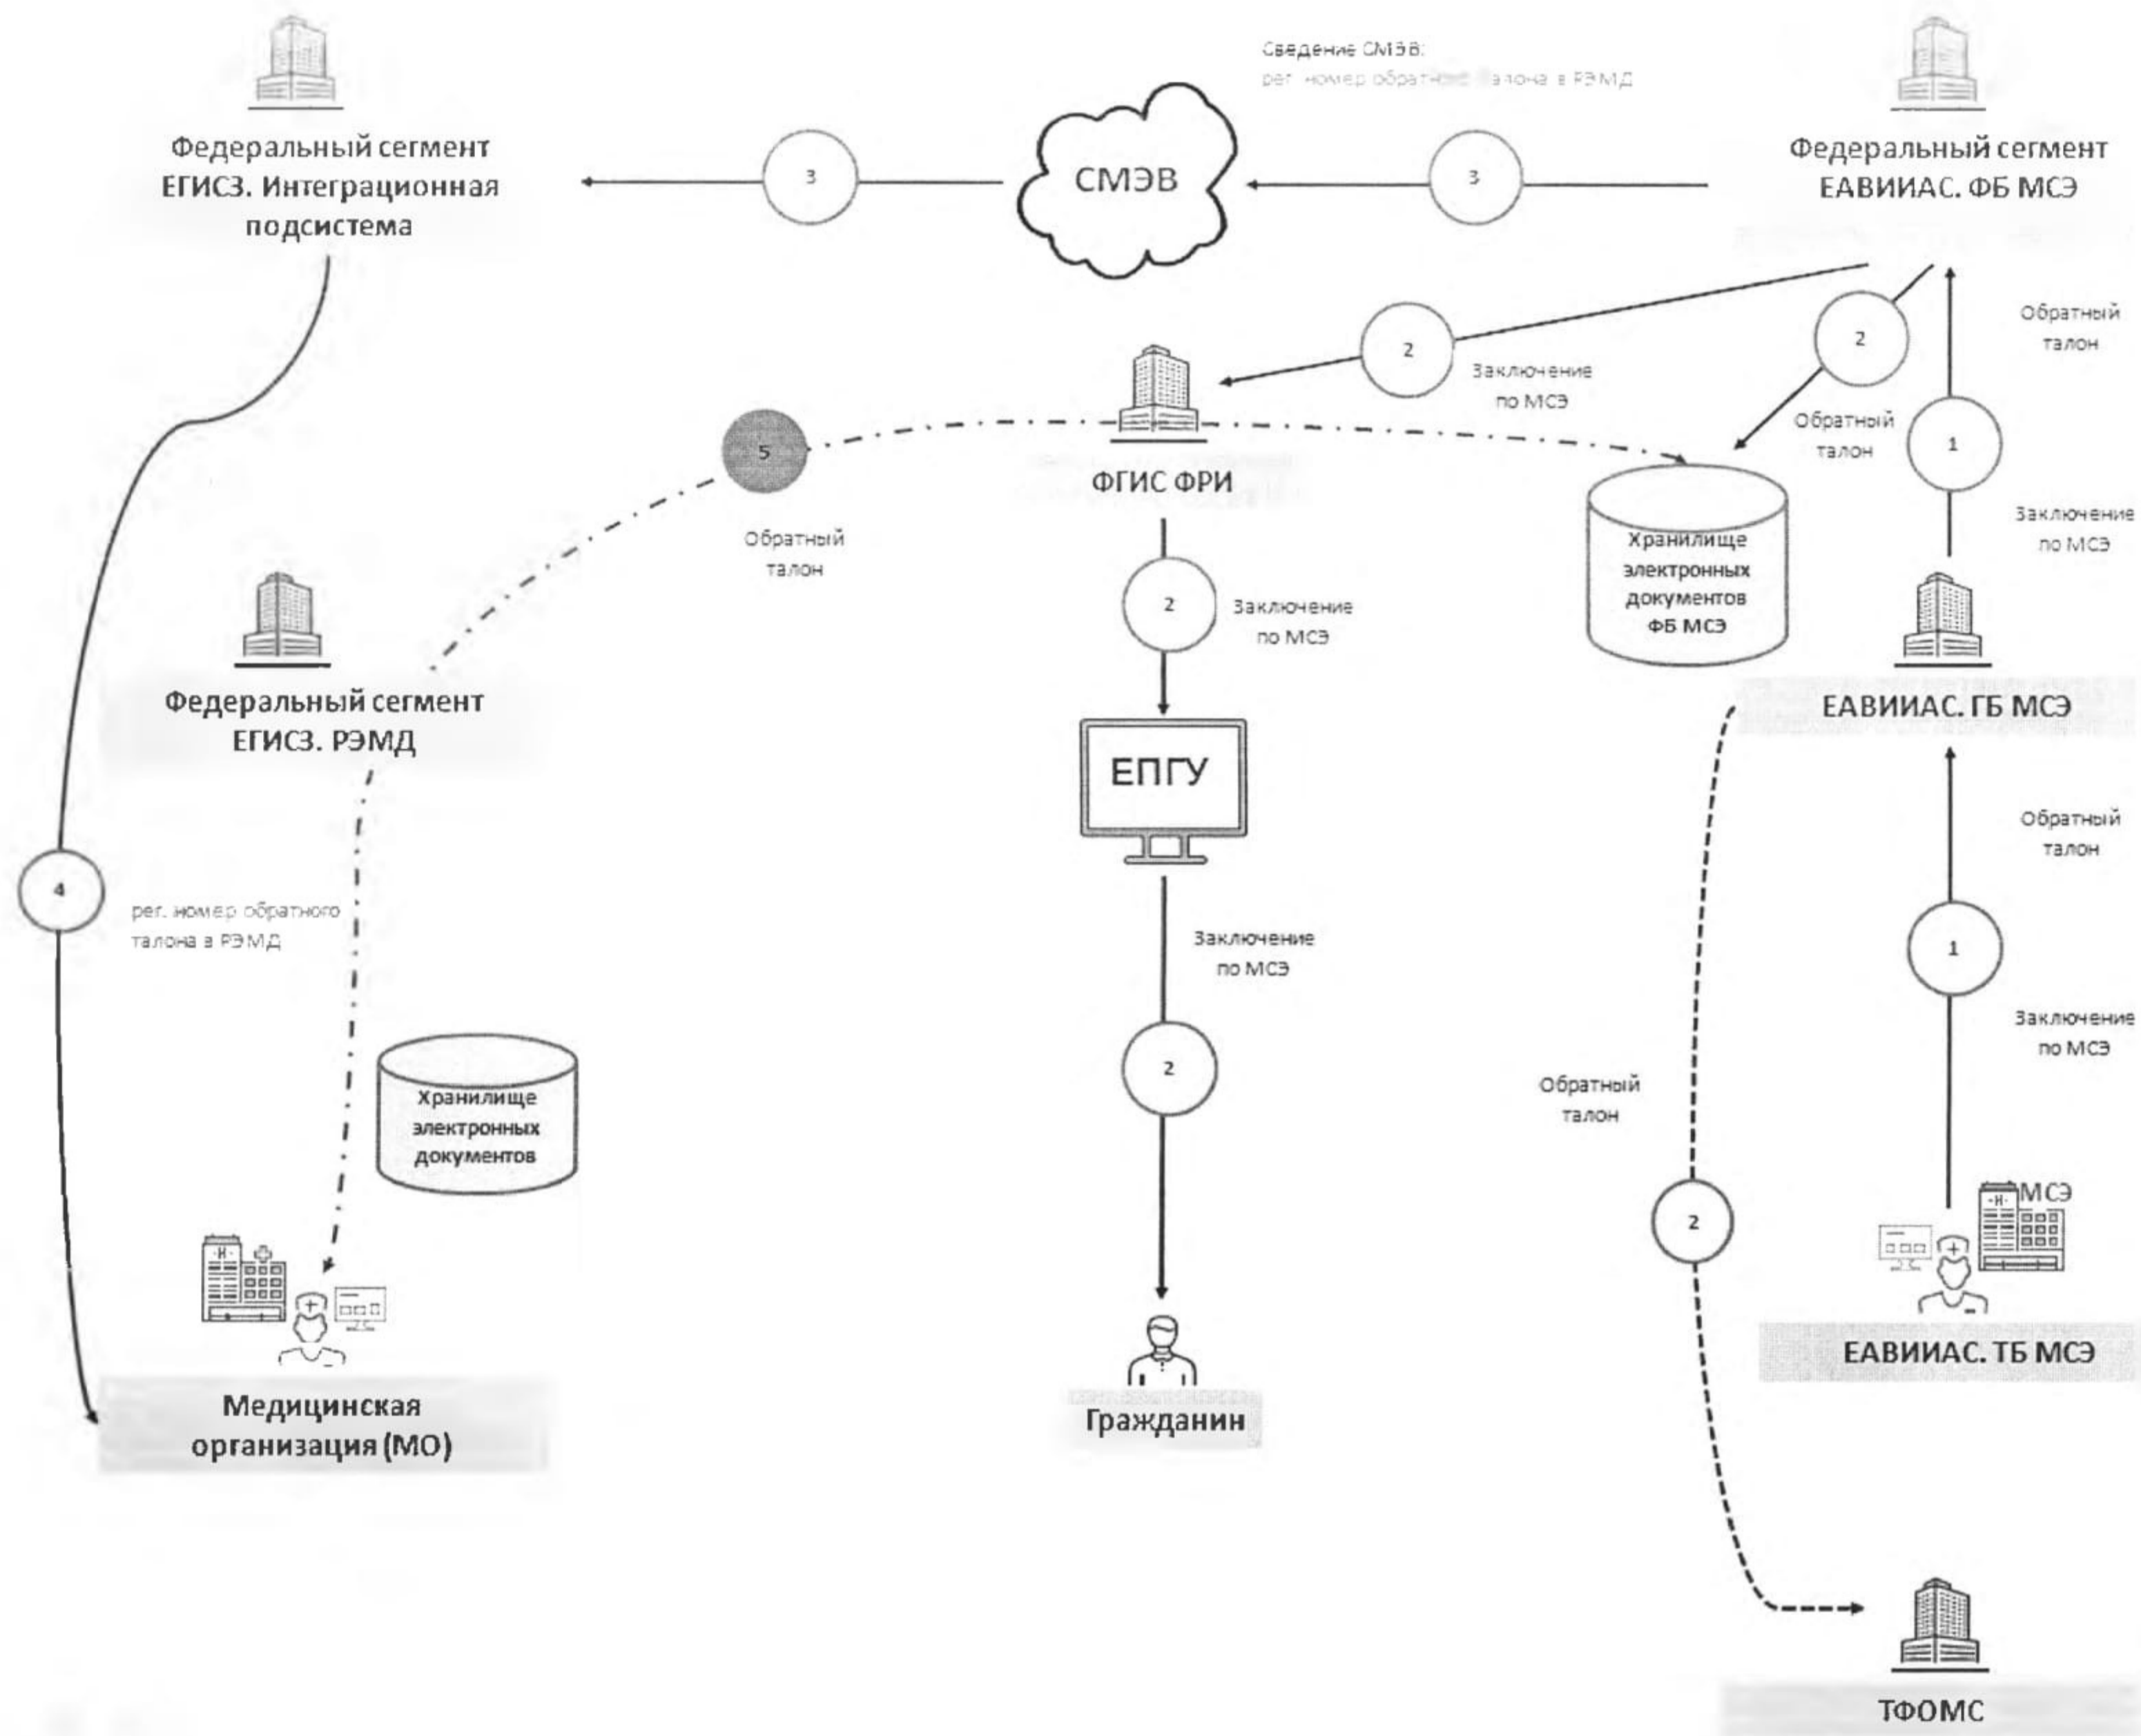 Сведение СМЭВ:
рег. номер обратного талона в РЭМД
Федеральный сегмент
ЕГИСЗ. Интеграционная
подсистема
3
СМЭВ
3
Федеральный сегмент
ЕАВИИАС. ФБ МСЭ
2
Заключение
по МСЭ
2
Обратный
талон
Обратный
талон
1
Заключение
по МСЭ
5
Обратный
талон
ФГИС ФРИ
2
Заключение
по МСЭ
Хранилище
электронных
документов
ФБ МСЭ
Федеральный сегмент
ЕГИСЗ. РЭМД
ЕПГУ
ЕАВИИАС. ГБ МСЭ
4
рег. номер обратного
талона в РЭМД
Заключение
по МСЭ
2
Обратный
талон
1
Заключение
по МСЭ
Хранилище
электронных
документов
Обратный
талон
2
МСЭ
Н
Н
ЕАВИИАС. ТБ МСЭ
Медицинская
организация (МО)
Гражданин
ТФОМС